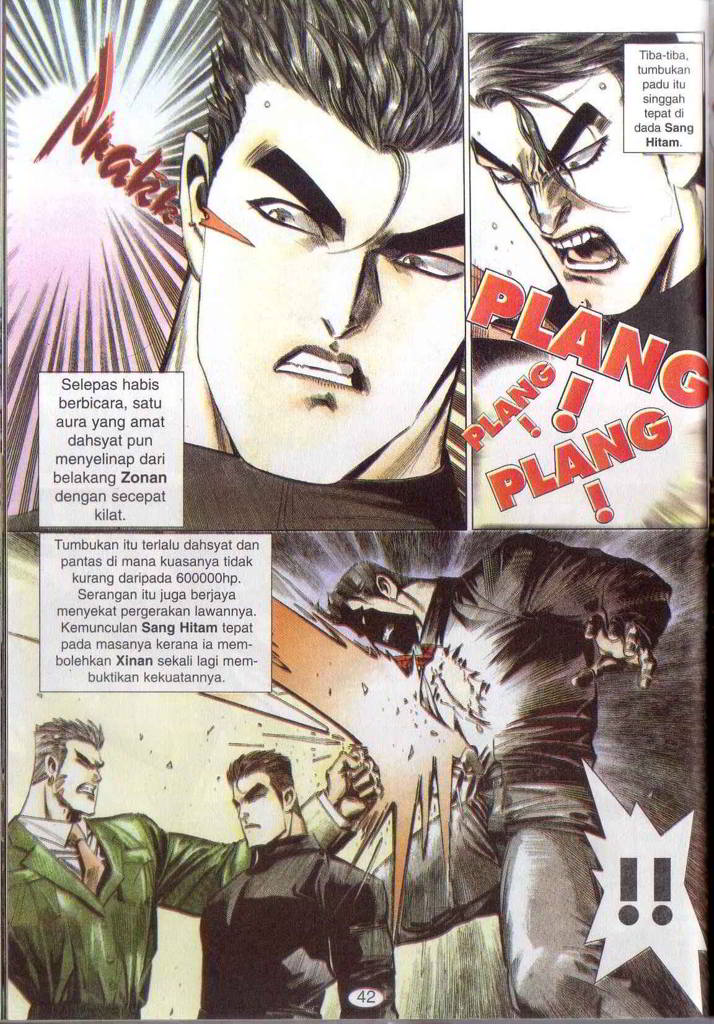 Prakkk
Selepas habis
berbicara, satu
aura yang amat
dahsyat pun
menyelinap dari
belakang Zonan
dengan secepat
kilat.
Tiba-tiba,
tumbukan
padu itu
singgah
tepat di
dada Sang
Hitam.
PLANG
!
PLANG
!
PLANG
!
Tumbukan itu terlalu dahsyat dan
pantas di mana kuasanya tidak
kurang daripada 600000hp.
Serangan itu juga berjaya
menyekat pergerakan lawannya.
Kemunculan Sang Hitam tepat
pada masanya kerana ia mem-
bolehkan Xinan sekali lagi mem-
buktikan kekuatannya.
!!
42